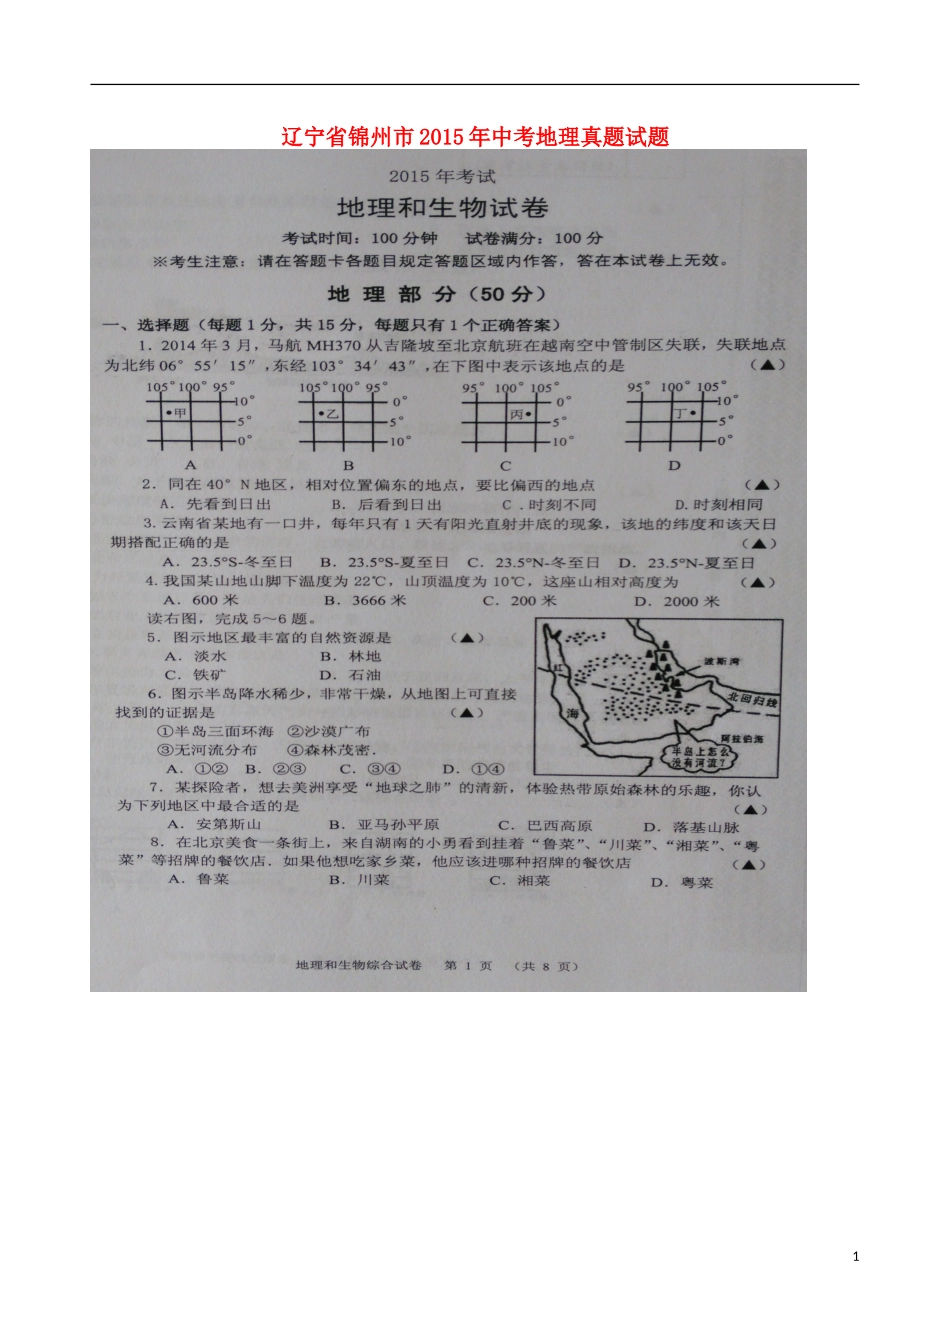 辽宁省锦州市2015年中考地理真题试题
2015年考试
地理和生物试卷
考试时间：100分钟 试卷满分：100分
※考生注意：请在答题卡各题目规定答题区域内作答，答在本试卷上无效。
地 理 部 分（50分）
一、选择题（每题1分，共15分，每题只有1个正确答案）
1．2014年3月，马航MH370从吉隆坡至北京航班在越南空中管制区失联，失联地点
为北纬06°55′15″,东经103°34′43″,在下图中表示该地点的是 （▲）
105°100°95° 105°100°95° 95°100°105° 95°100°105°
10° 0° 0° 10°
•甲 •乙 丙• 丁•
5° 5° 5° 5°
0° 10° 10° 0°
A B C D
2．同在40°N地区，相对位置偏东的地点，要比偏西的地点 （▲）
A．先看到日出 B．后看到日出 C .时刻不同 D.时刻相同
3.云南省某地有一口井，每年只有1天有阳光直射井底的现象，该地的纬度和该天日
期搭配正确的是 （▲）
A．23.5°S-冬至日 B．23.5°S-夏至日 C．23.5°N-冬至日 D．23.5°N-夏至日
4.我国某山地山脚下温度为22℃，山顶温度为10℃，这座山相对高度为 （▲）
A．600米 B．3666米 C．200米 D．2000米
读右图，完成5～6题。
5．图示地区最丰富的自然资源是 （▲）
A．淡水 B．林地
C．铁矿 D．石油
6．图示半岛降水稀少，非常干燥，从地图上可直接
找到的证据是 （▲）
①半岛三面环海 ②沙漠广布
③无河流分布 ④森林茂密.
A．①② B．②③ C．③④ D．①④
波斯湾
红
海
北回归线
阿拉伯海
半岛上怎么
没有河流？
7．某探险者，想去美洲享受“地球之肺”的清新，体验热带原始森林的乐趣，你认
为下列地区中最合适的是 （▲）
A．安第斯山 B．亚马孙平原 C．巴西高原 D．落基山脉
8．在北京美食一条街上，来自湖南的小勇看到挂着“鲁菜”、“川菜”、“湘菜”、“粤
菜”等招牌的餐饮店．如果他想吃家乡菜，他应该进哪种招牌的餐饮店 （▲）
A．鲁菜 B．川菜 C．湘菜 D．粤菜
地理和生物综合试卷 第 1 页 （共 8 页）
1